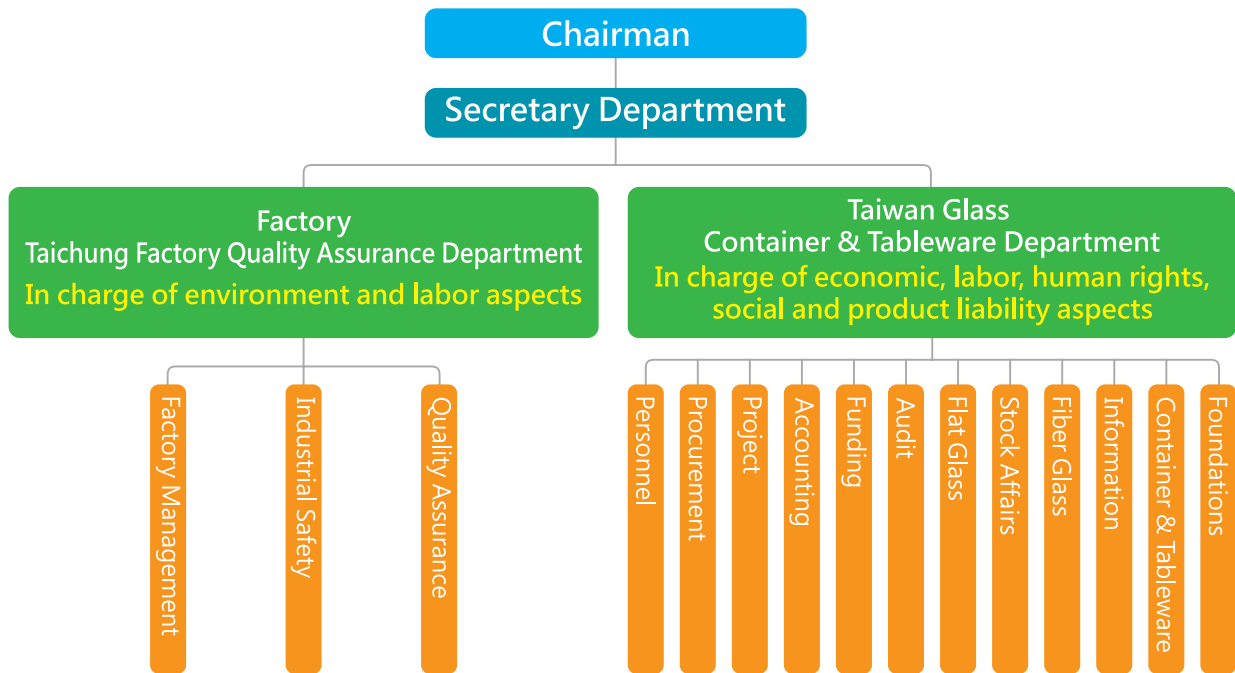 Chairman
Secretary Department
Factory
Taichung Factory Quality Assurance Department
In charge of environment and labor aspects
Taiwan Glass
Container & Tableware Department
In charge of economic, labor, human rights,
social and product liability aspects
Factory Management
Industrial Safety
Quality Assurance
Personnel
Procurement
Project
Accounting
Funding
Audit
Flat Glass
Stock Affairs
Fiber Glass
Information
Container & Tableware
Foundations